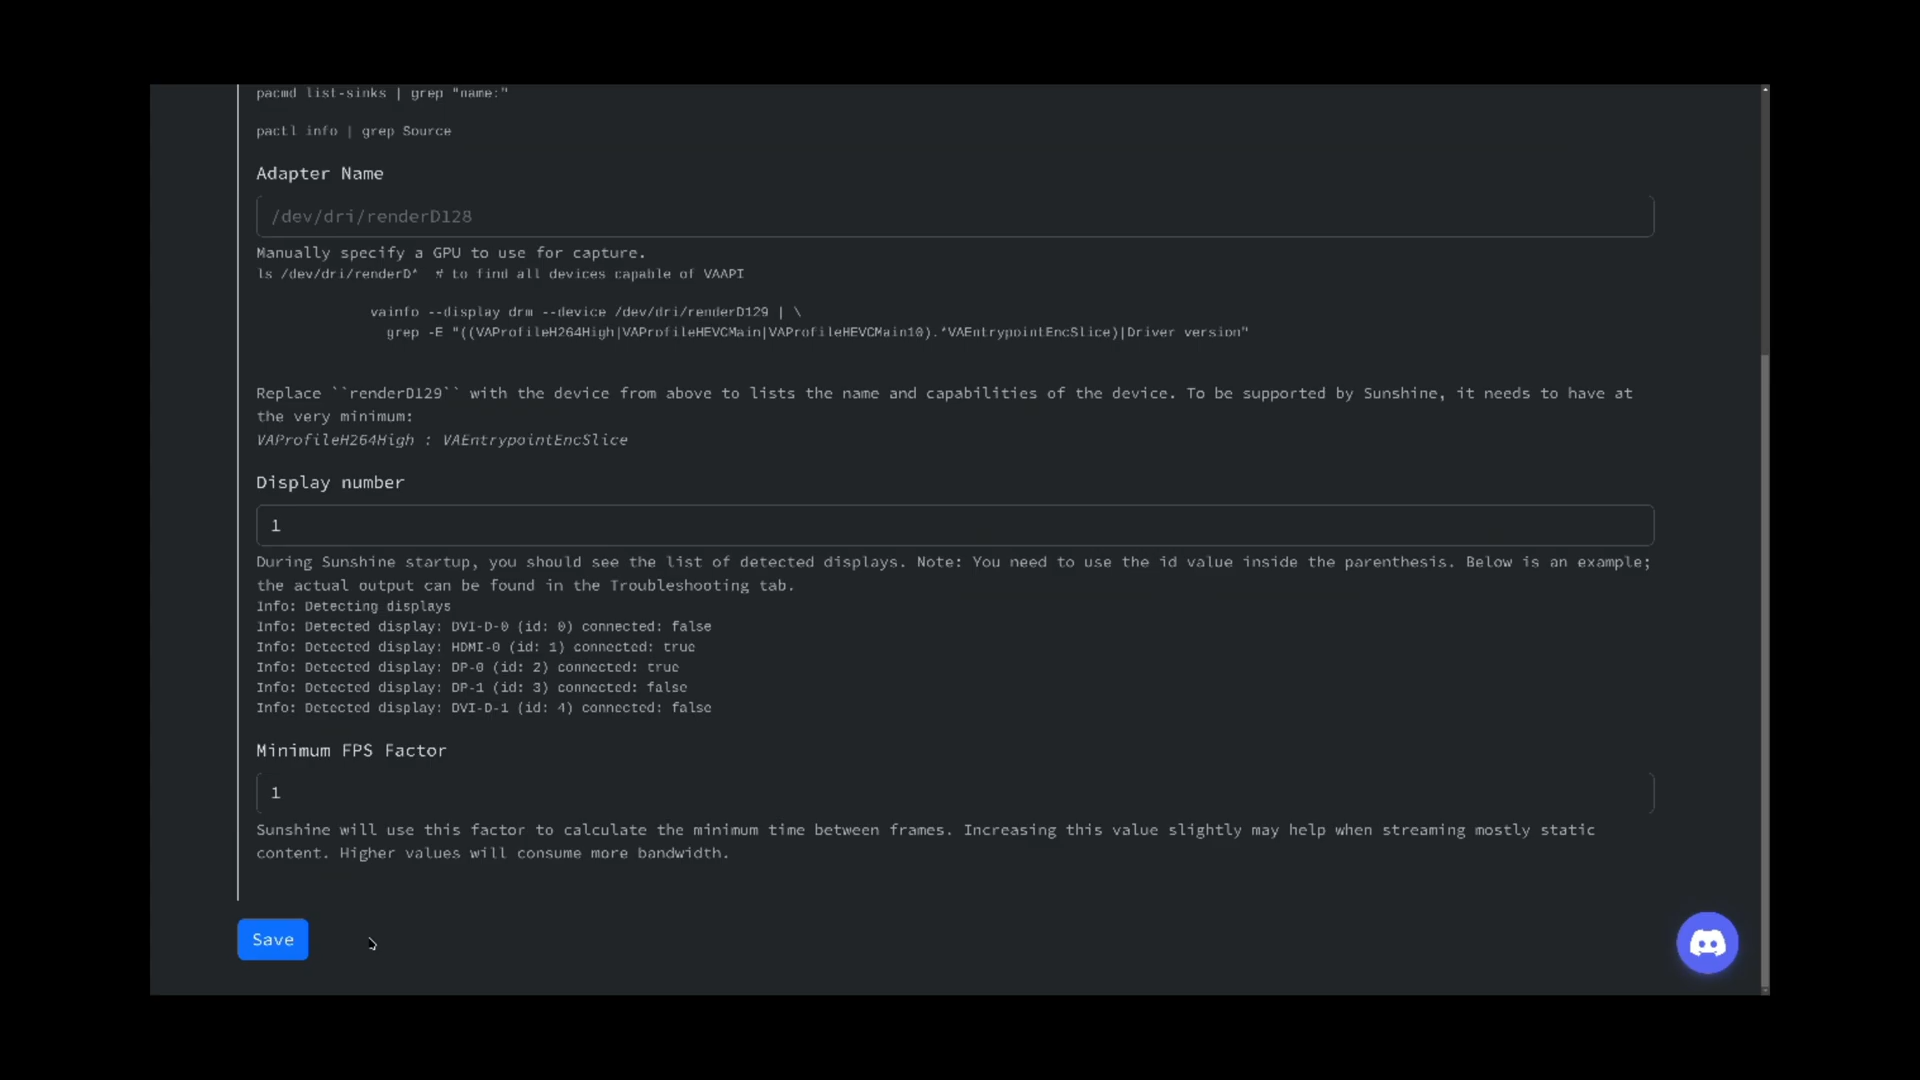 pacmd list-sinks | grep "name:"
pactl info | grep Source
Adapter Name
/dev/dri/renderD128
Manually specify a GPU to use for capture.
ls /dev/dri/renderD*  # to find all devices capable of VAAPI
vainfo --display drm --device /dev/dri/renderD129 | \
grep -E "((VAProfileH264High|VAProfileHEVCMain|VAProfileHEVCMain10).*VAEntrypointEncSlice)|Driver version"
Replace ``renderD129`` with the device from above to lists the name and capabilities of the device. To be supported by Sunshine, it needs to have at
the very minimum:
VAProfileH264High : VAEntrypointEncSlice
Display number
1
During Sunshine startup, you should see the list of detected displays. Note: You need to use the id value inside the parenthesis. Below is an example;
the actual output can be found in the Troubleshooting tab.
Info: Detecting displays
Info: Detected display: DVI-D-0 (id: 0) connected: false
Info: Detected display: HDMI-0 (id: 1) connected: true
Info: Detected display: DP-0 (id: 2) connected: true
Info: Detected display: DP-1 (id: 3) connected: false
Info: Detected display: DVI-D-1 (id: 4) connected: false
Minimum FPS Factor
1
Sunshine will use this factor to calculate the minimum time between frames. Increasing this value slightly may help when streaming mostly static
content. Higher values will consume more bandwidth.
Save